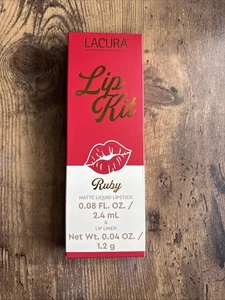 LACURA
Lip
Kit
Ruby
MATTE LIQUID LIPSTICK
0.08 FL. OZ. /
2.4 mL
&
LIP LINER
Net Wt. 0.04 OZ. /
1.2 g